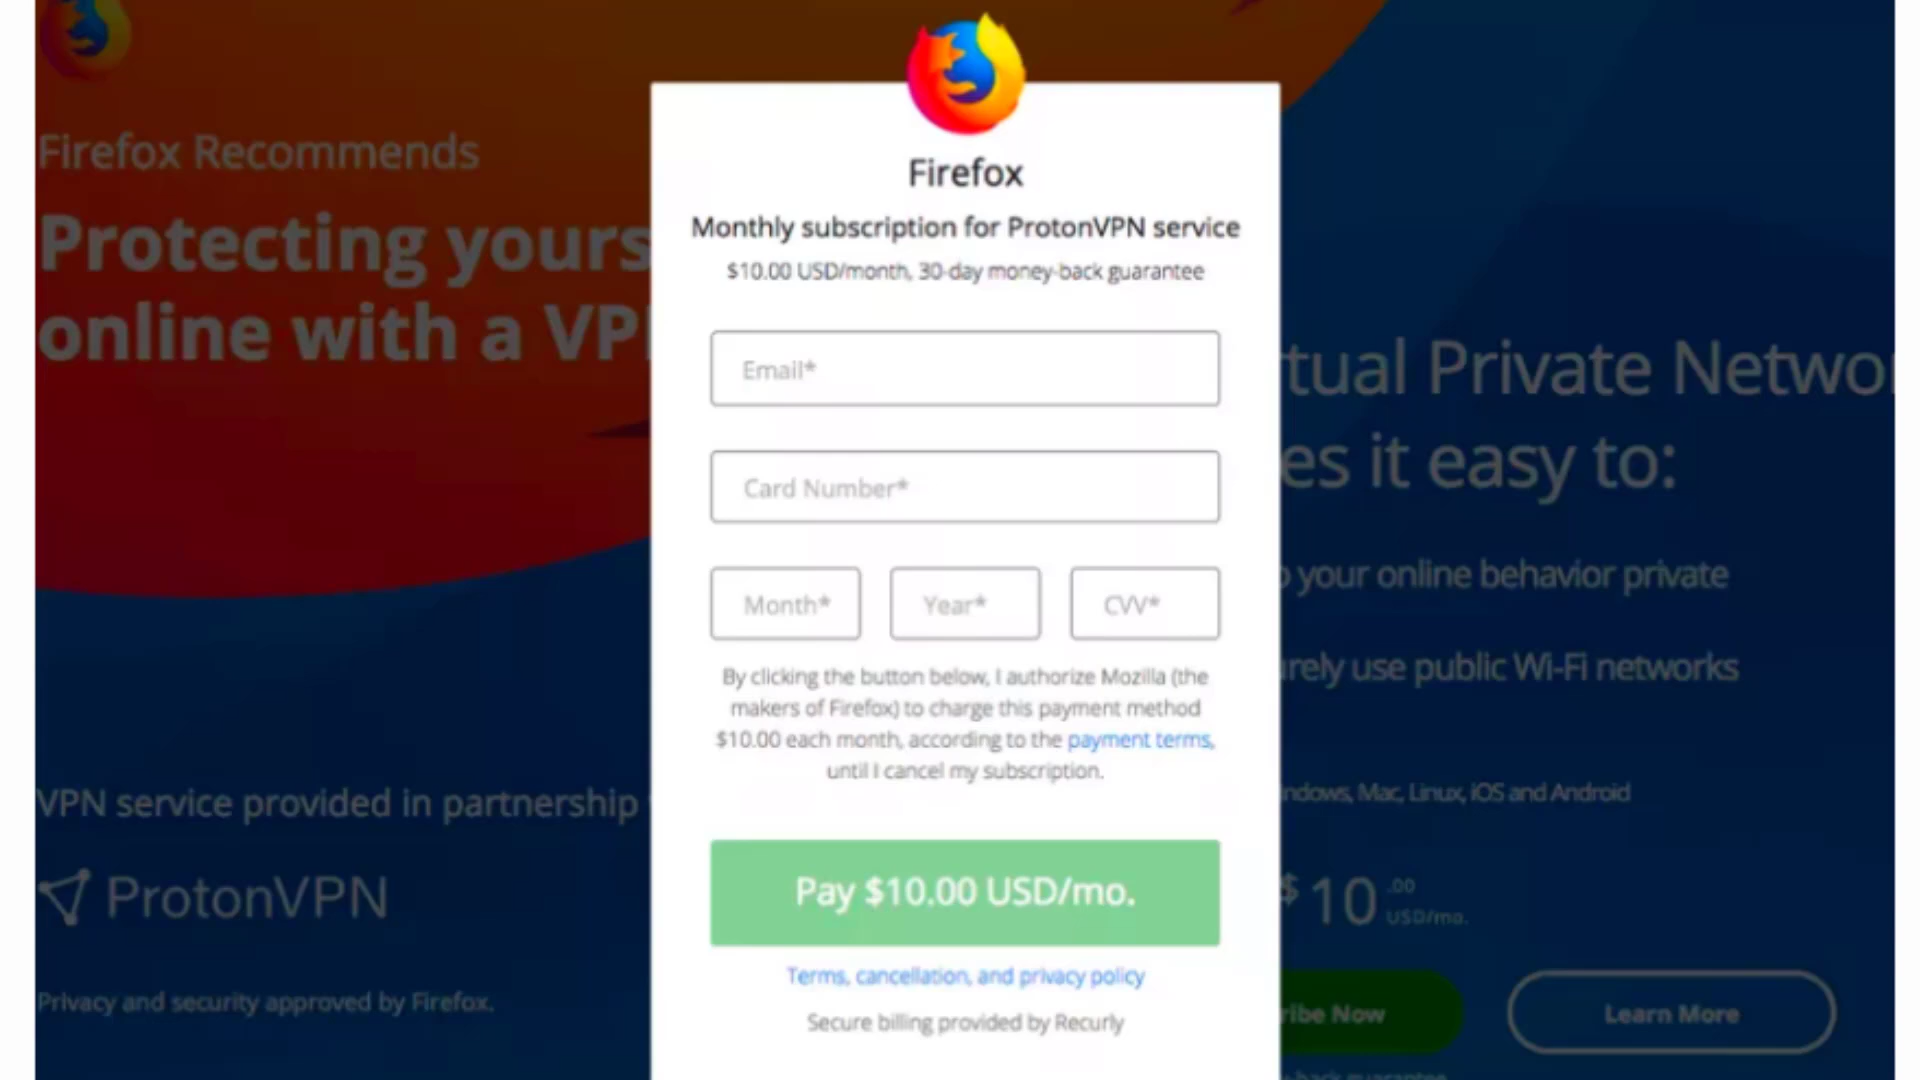 Firefox Recommends
Protecting yours
online with a VP
VPN service provided in partnership
ProtonVPN
Privacy and security approved by Firefox.
Firefox
Monthly subscription for ProtonVPN service
$10.00 USD/month, 30-day money-back guarantee
Email*
Card Number*
Month* Year* CVV*
By clicking the button below, I authorize Mozilla (the
makers of Firefox) to charge this payment method
$10.00 each month, according to the payment terms,
until I cancel my subscription.
Pay $10.00 USD/mo.
Terms, cancellation, and privacy policy
Secure billing provided by Recurly
tual Private Networ
es it easy to:
your online behavior private
rely use public Wi-Fi networks
ndows, Mac, Linux, iOS and Android
$10.00 USD/mo.
ribe Now
Learn More